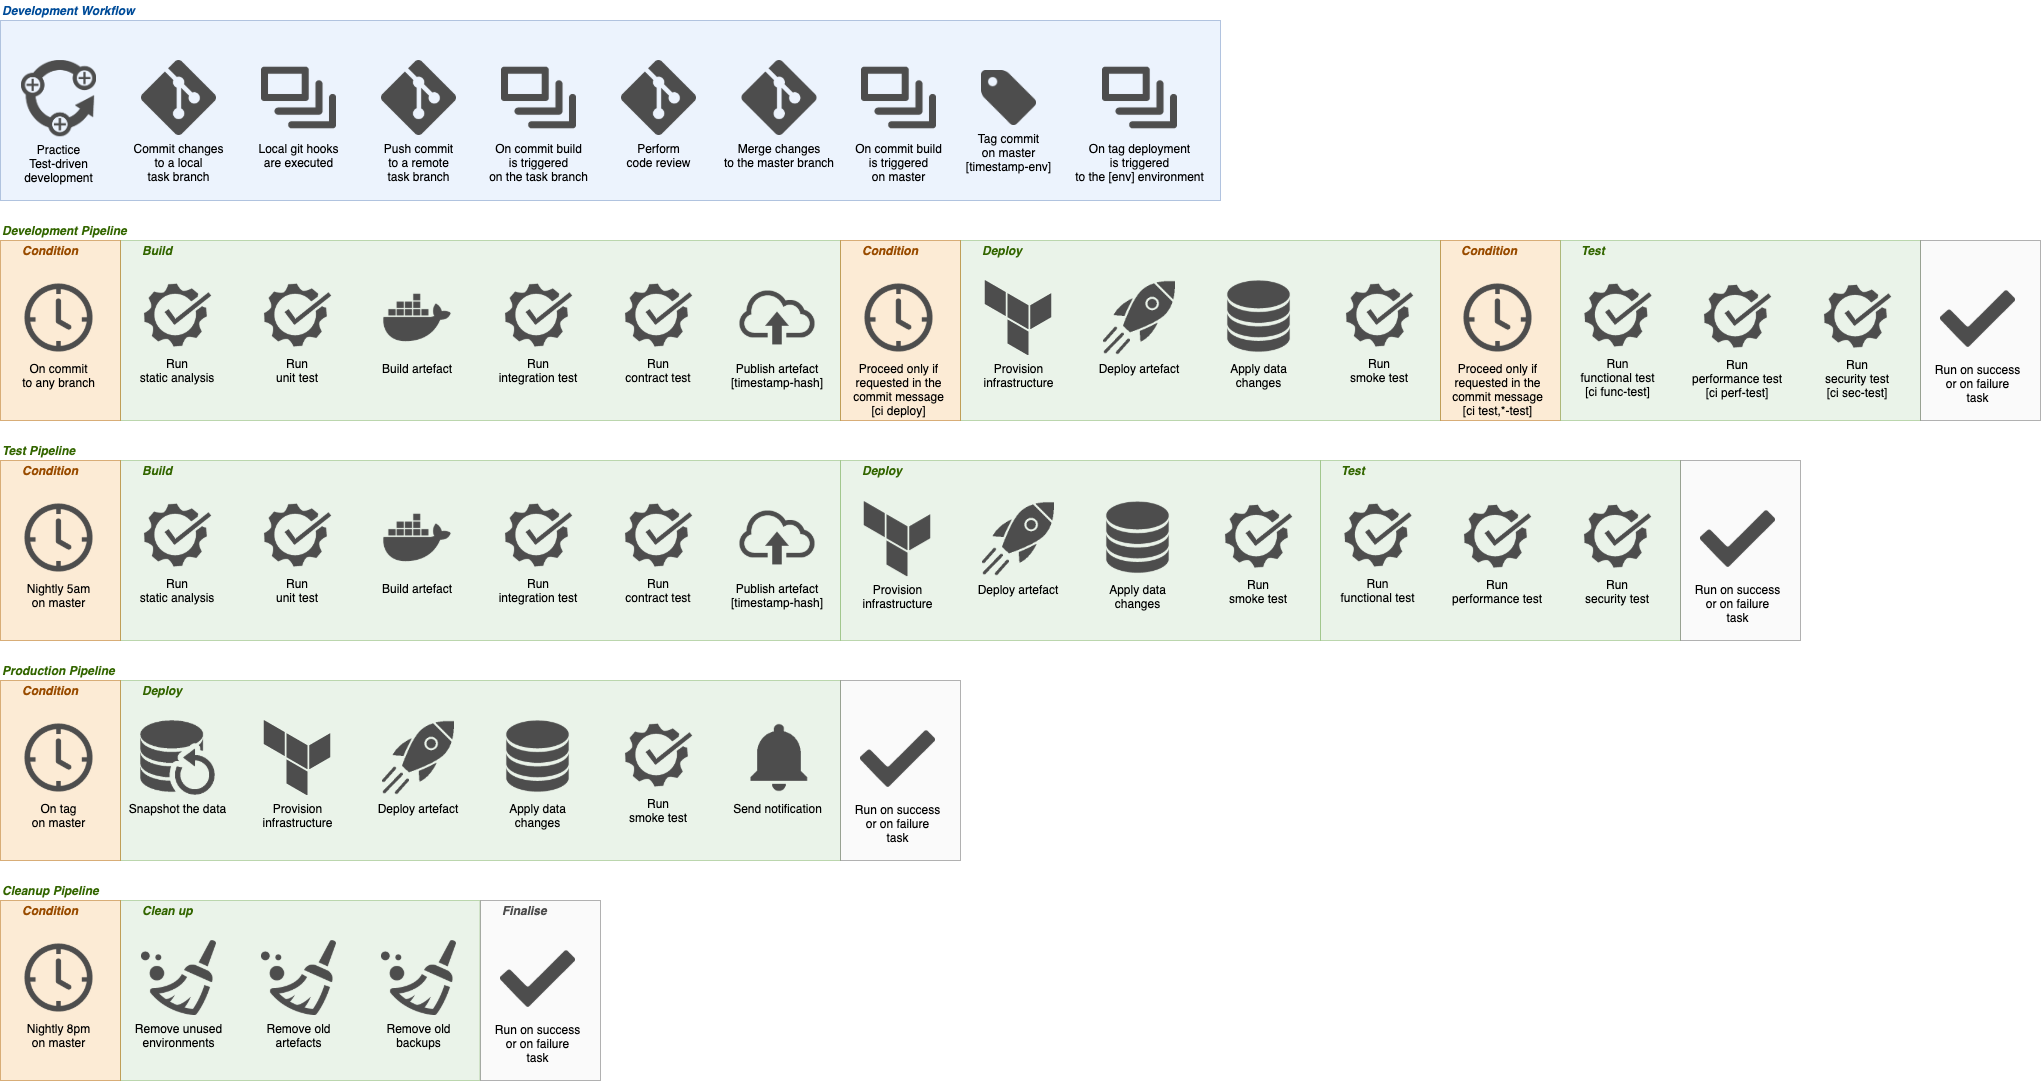 Development Workflow
Practice
Test-driven
development
Commit changes
to a local
task branch
Local git hooks
are executed
Push commit
to a remote
task branch
On commit build
is triggered
on the task branch
Perform
code review
Merge changes
to the master branch
On commit build
is triggered
on master
Tag commit
on master
[timestamp-env]
On tag deployment
is triggered
to the [env] environment
Development Pipeline
Condition
On commit
to any branch
Build
Run
static analysis
Run
unit test
Build artefact
Run
integration test
Run
contract test
Publish artefact
[timestamp-hash]
Condition
Proceed only if
requested in the
commit message
[ci deploy]
Deploy
Provision
infrastructure
Deploy artefact
Apply data
changes
Run
smoke test
Condition
Proceed only if
requested in the
commit message
[ci test,*-test]
Test
Run
functional test
[ci func-test]
Run
performance test
[ci perf-test]
Run
security test
[ci sec-test]
Run on success
or on failure
task
Test Pipeline
Condition
Nightly 5am
on master
Build
Run
static analysis
Run
unit test
Build artefact
Run
integration test
Run
contract test
Publish artefact
[timestamp-hash]
Deploy
Provision
infrastructure
Deploy artefact
Apply data
changes
Run
smoke test
Test
Run
functional test
Run
performance test
Run
security test
Run on success
or on failure
task
Production Pipeline
Condition
On tag
on master
Deploy
Snapshot the data
Provision
infrastructure
Deploy artefact
Apply data
changes
Run
smoke test
Send notification
Run on success
or on failure
task
Cleanup Pipeline
Condition
Nightly 8pm
on master
Clean up
Remove unused
environments
Remove old
artefacts
Remove old
backups
Finalise
Run on success
or on failure
task